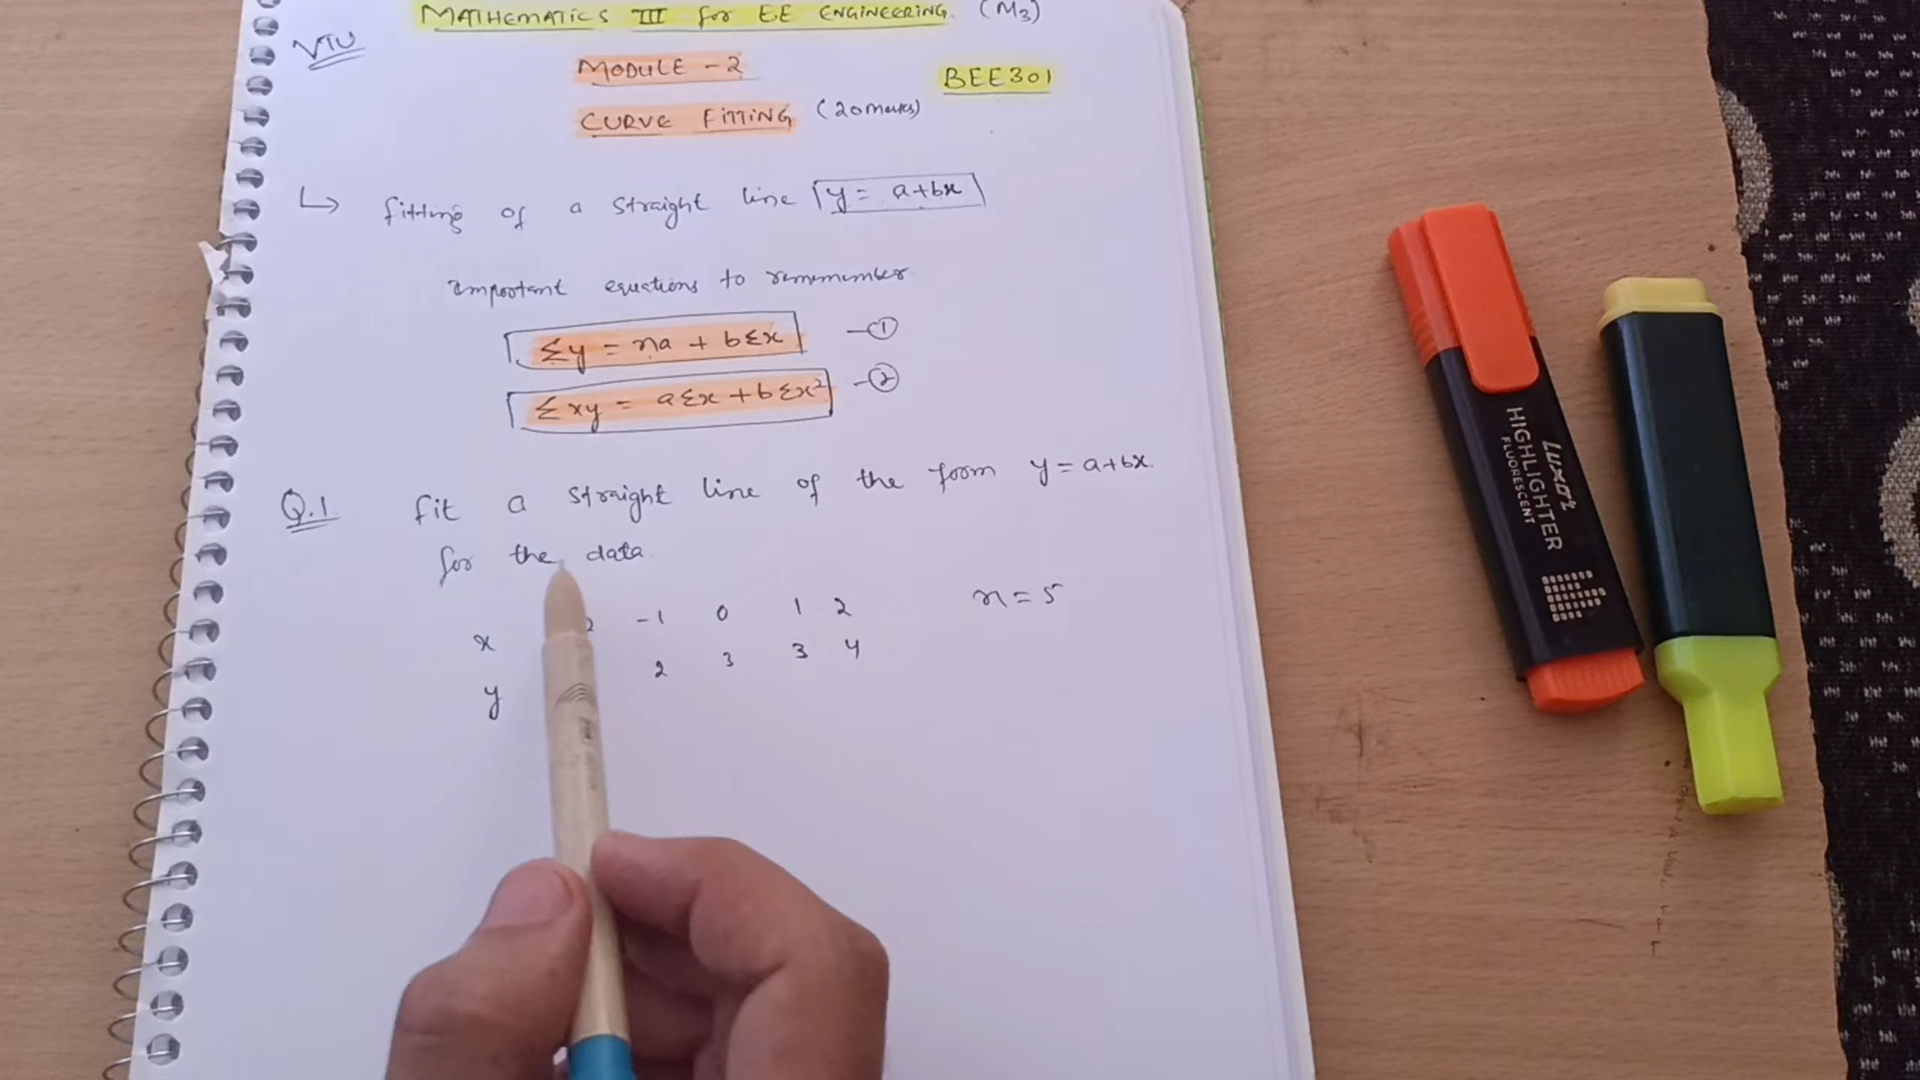 MATHEMATICS III for EE ENGINEERING. (M3)
VTU
MODULE - 2
BEE301
CURVE FITTING (20marks)
↳ fitting of a straight line y = a+bx
important equations to rememember
Σy = na + bΣx —①
Σxy = aΣx + bΣx² —②
Q.1 fit a straight line of the form y = a+bx.
for the data.
x 2 -1 0 1 2 n = 5
y 2 3 3 4
LUXOR
HIGHLIGHTER
FLUORESCENT